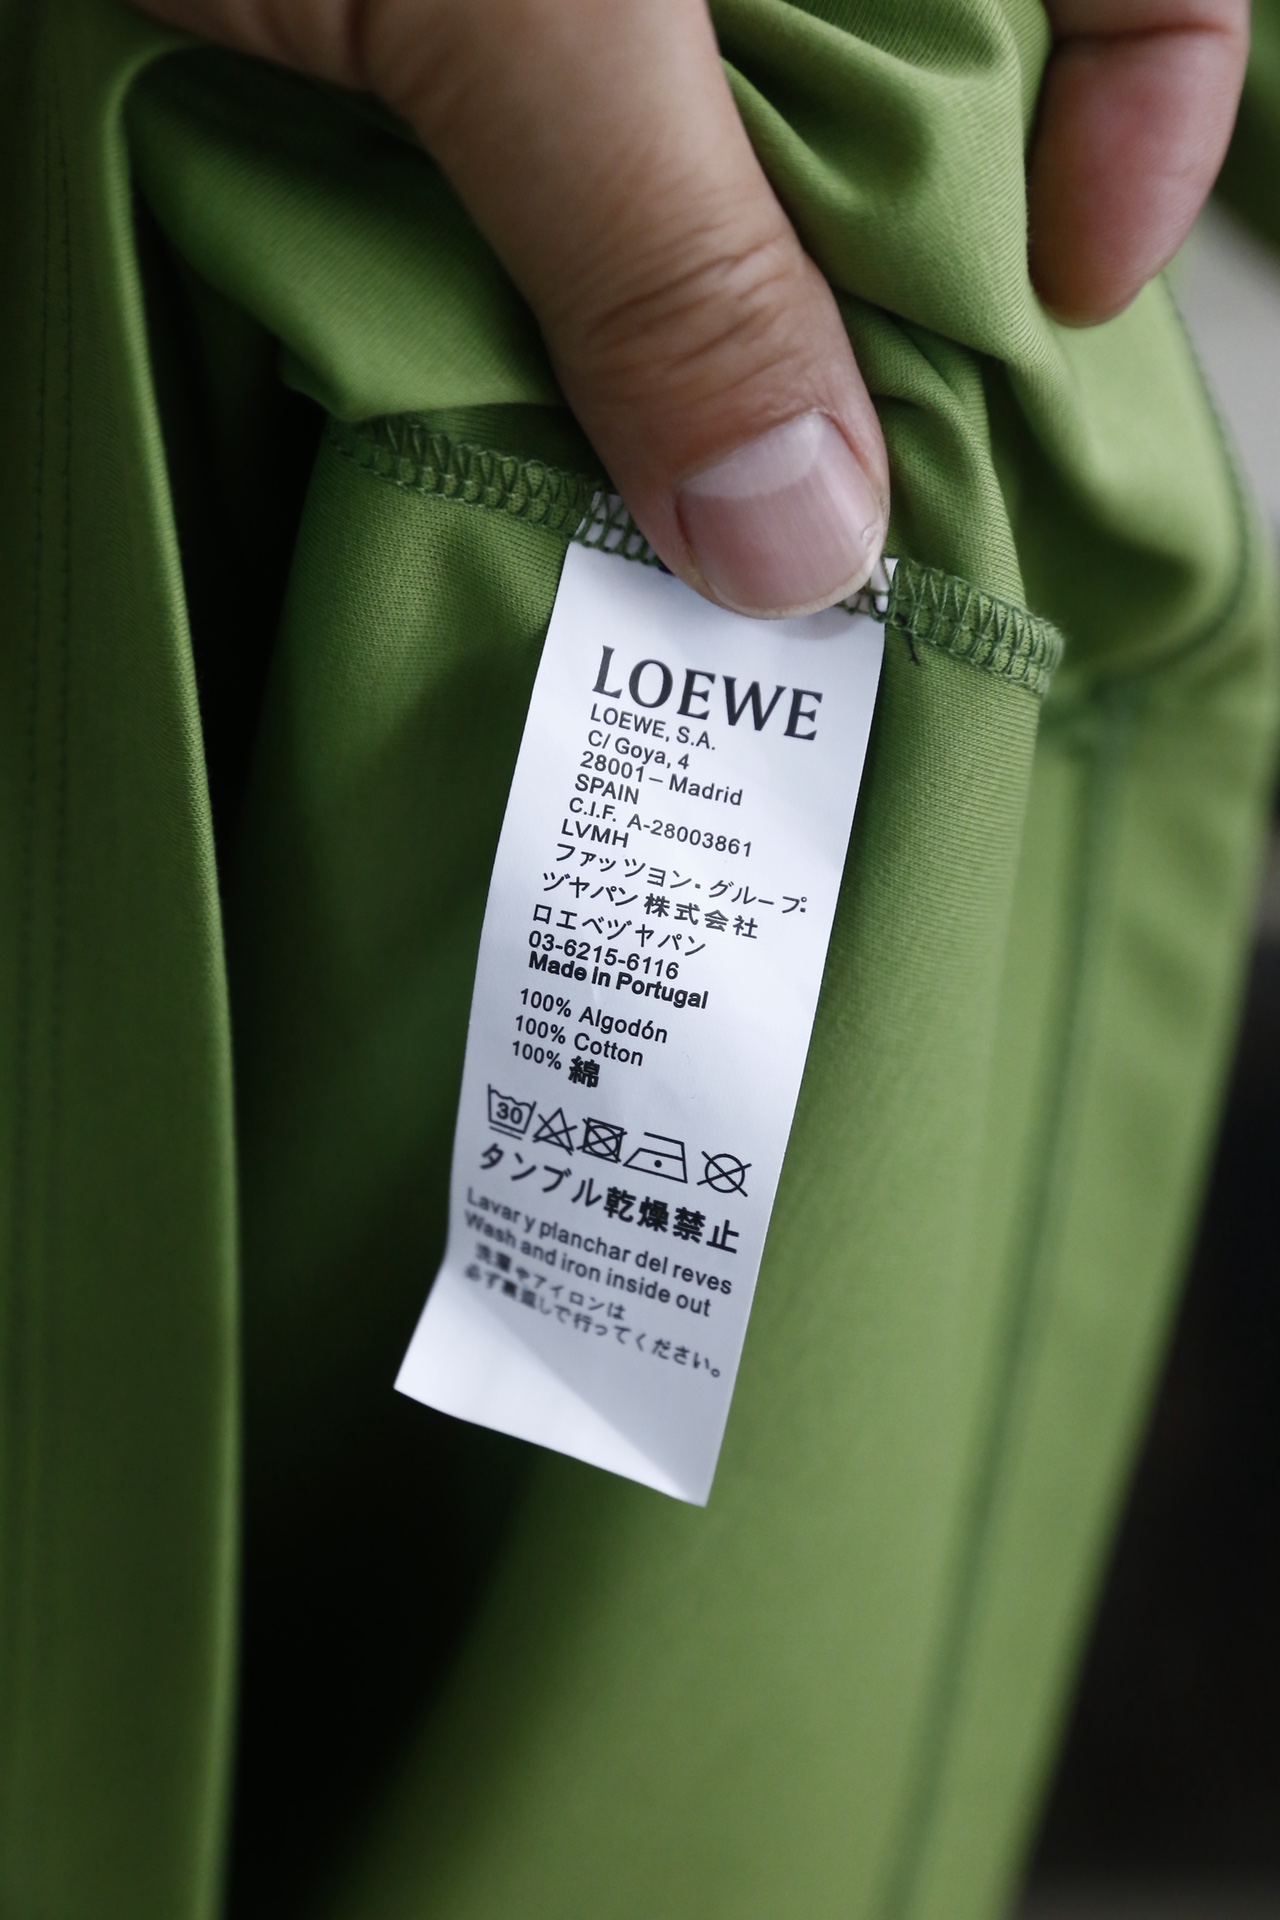 LOEWE
LOEWE, S.A.
C/ Goya, 4
28001 – Madrid
SPAIN
C.I.F. A-28003861
LVMH
ファッツヨン・グループ.
ヅヤパン 株式会社
ロエベヅヤパン
03-6215-6116
Made in Portugal
100% Algodón
100% Cotton
100% 綿
30
タンブル乾燥禁止
Lavar y planchar del reves
Wash and iron inside out
洗濯やアイロンは
必ず裏返しで行ってください。